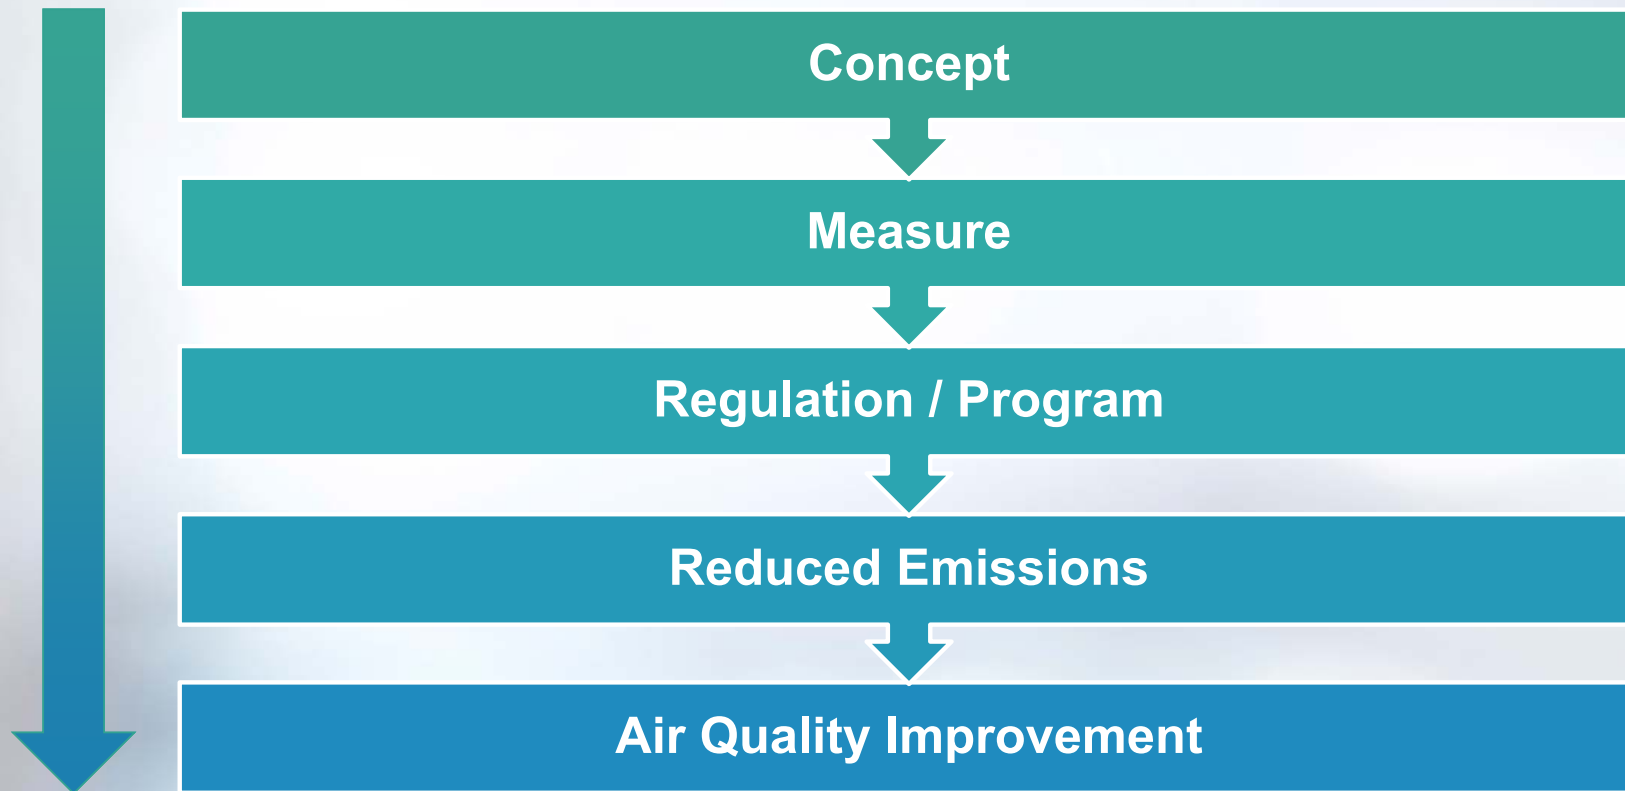 Concept
Measure
Regulation / Program
Reduced Emissions
Air Quality Improvement